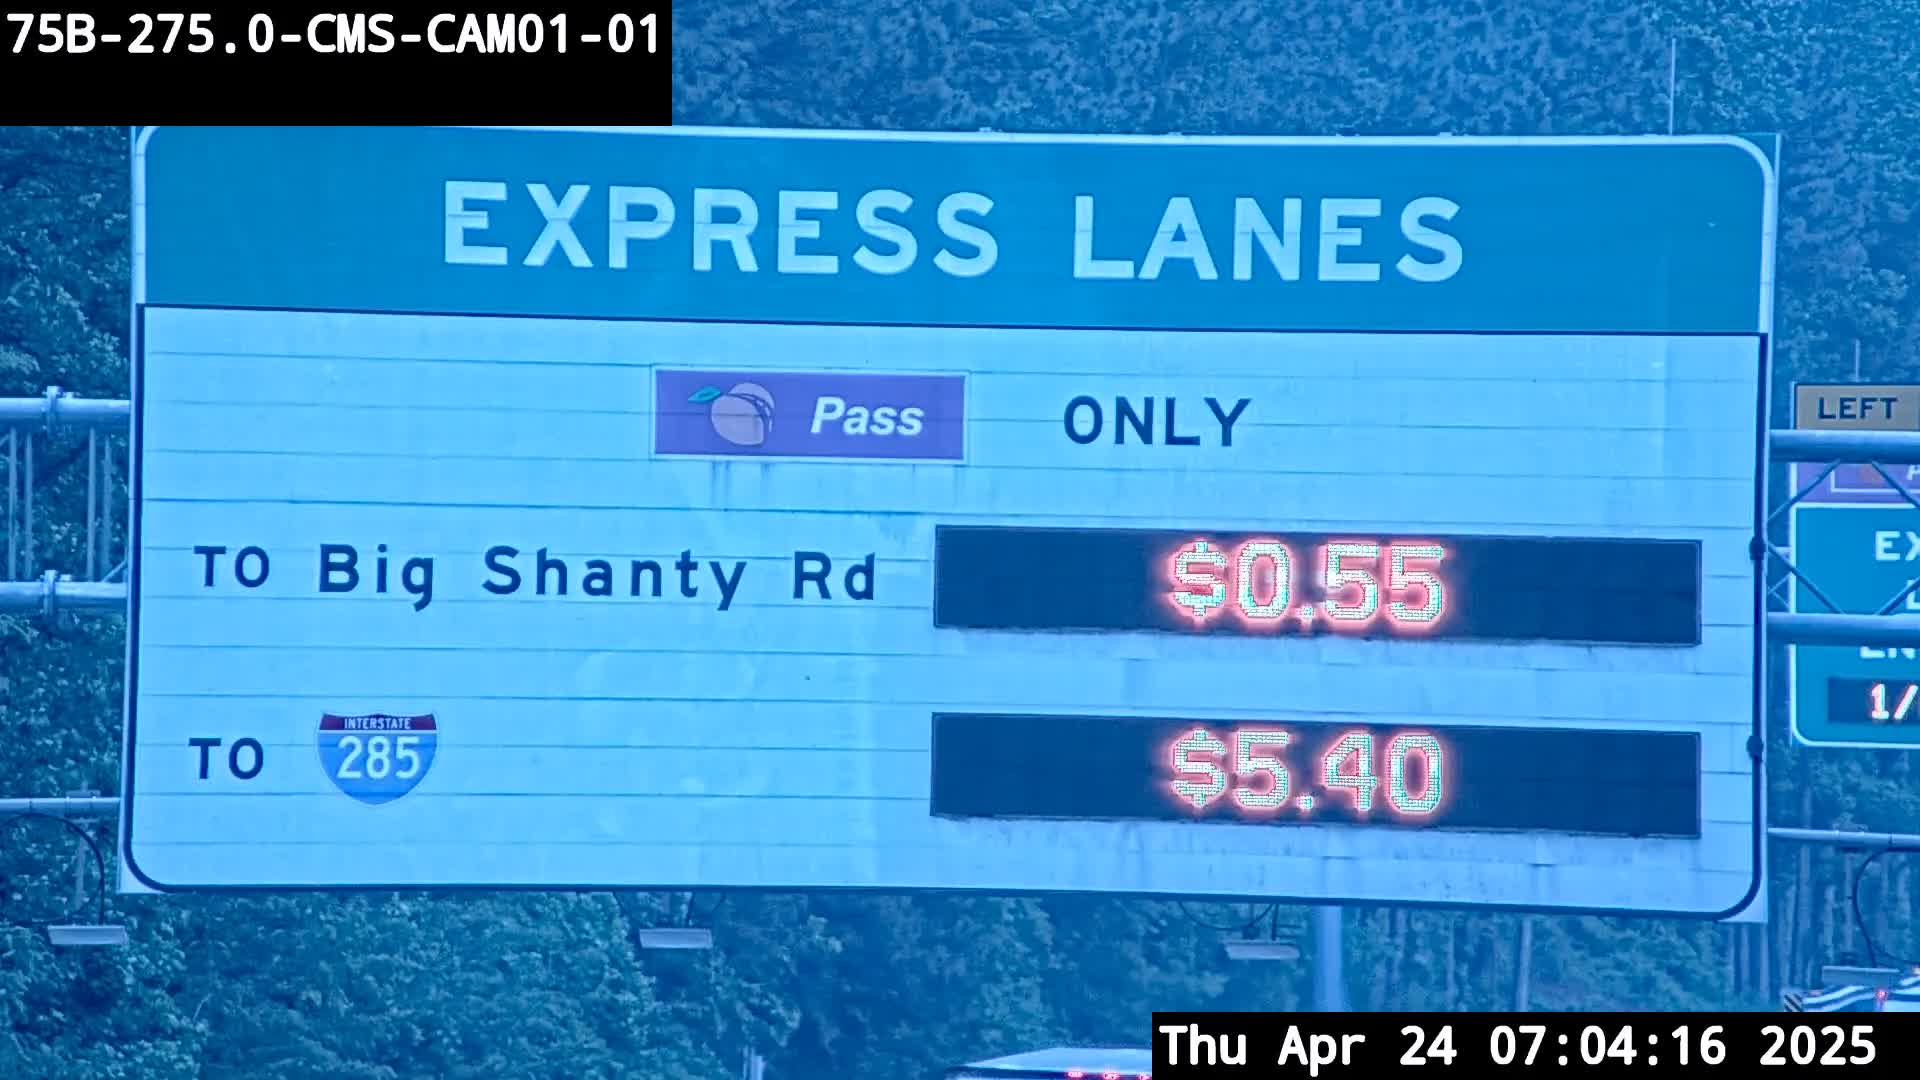 75B-275.0-CMS-CAM01-01
EXPRESS LANES
Pass ONLY
TO Big Shanty Rd $0.55
TO INTERSTATE 285 $5.40
LEFT
1/
Thu Apr 24 07:04:16 2025